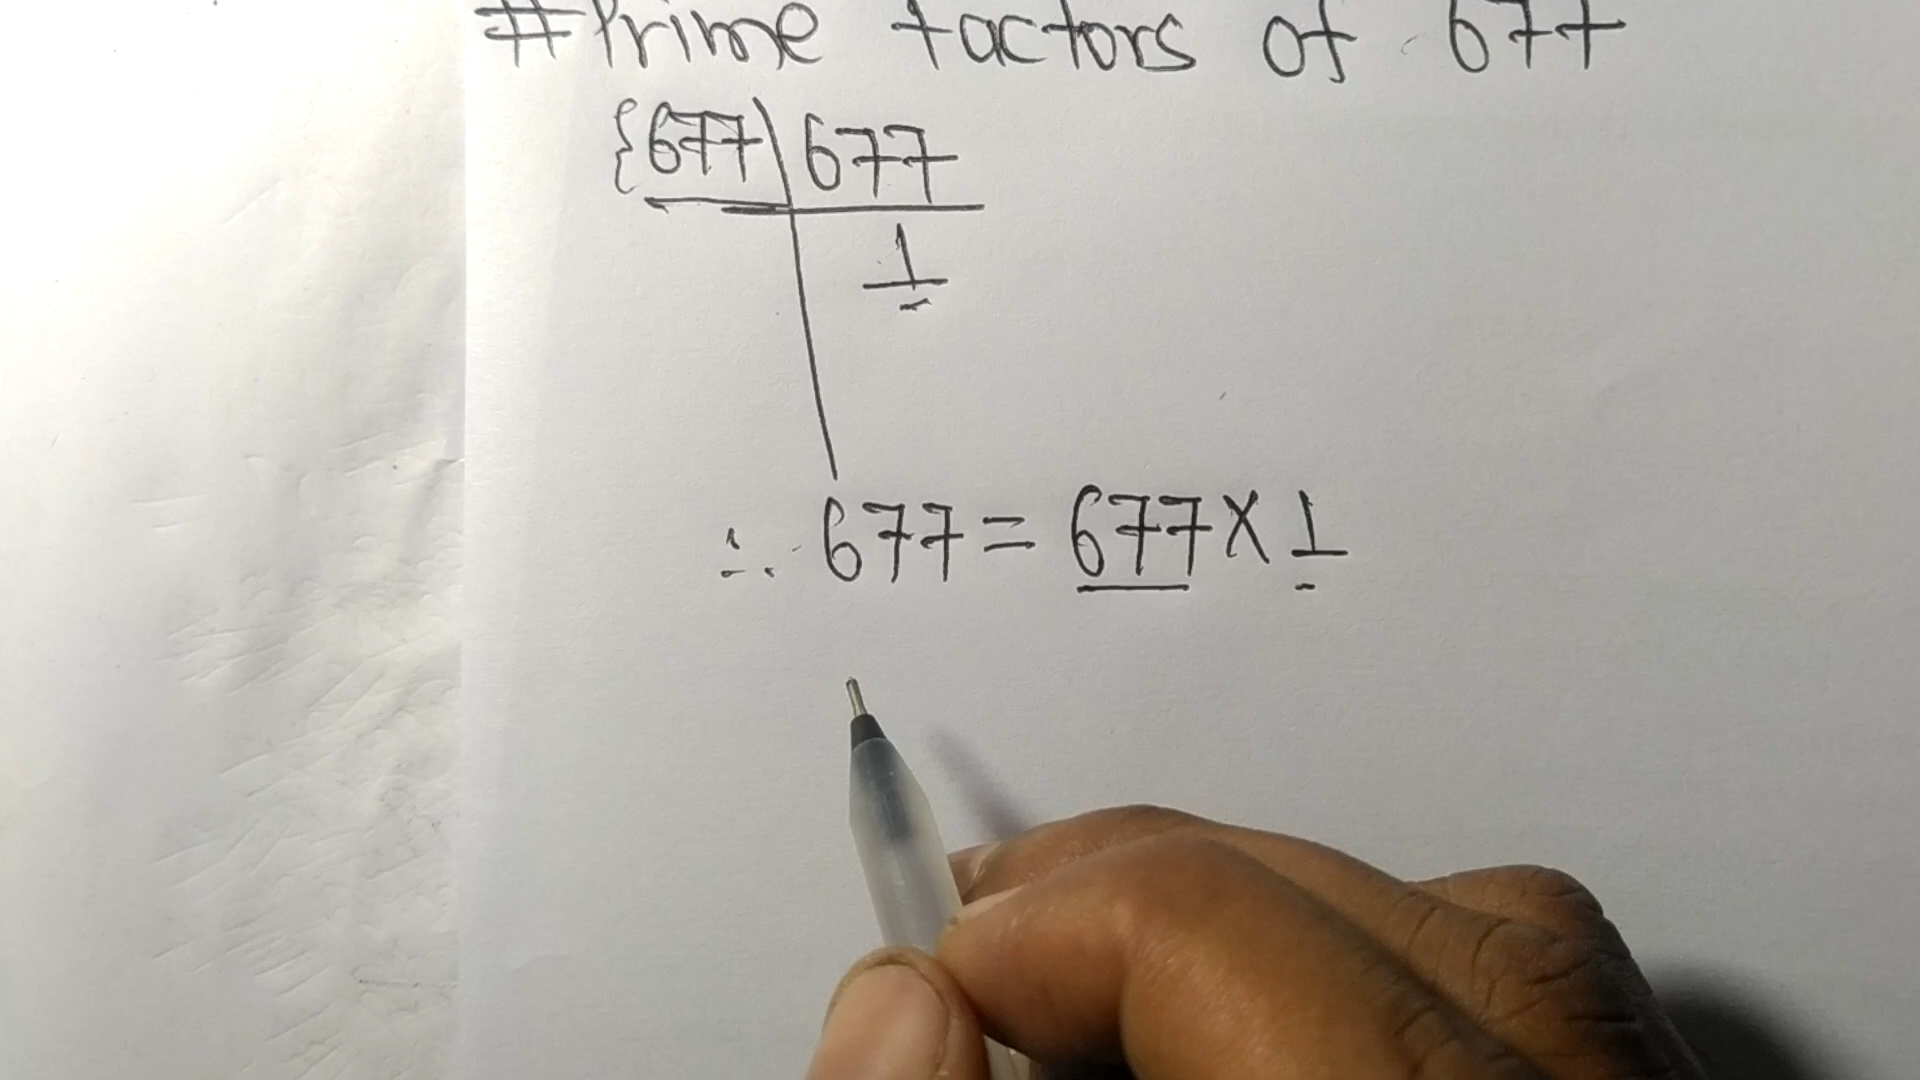 #Prime factors of 677
{677) 677
1
∴ 677 = 677 X 1